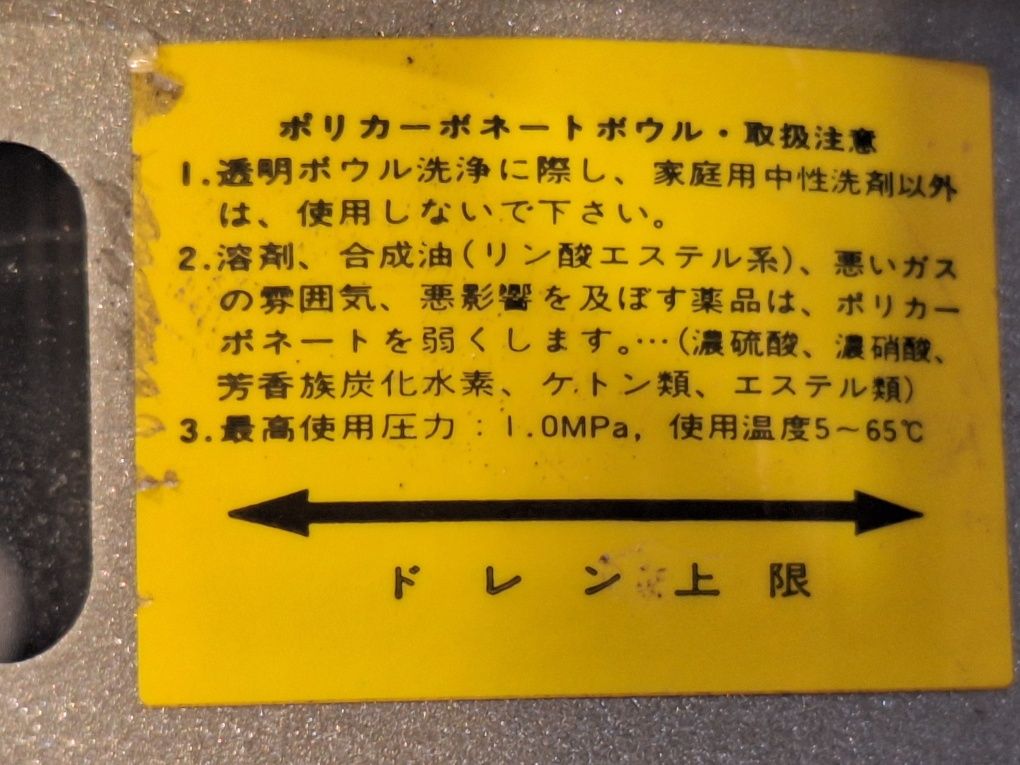 ポリカーボネートボウル・取扱注意
1.透明ボウル洗浄に際し、家庭用中性洗剤以外
は、使用しないで下さい。
2.溶剤、合成油(リン酸エステル系)、悪いガス
の雰囲気、悪影響を及ぼす薬品は、ポリカー
ボネートを弱くします。…(濃硫酸、濃硝酸、
芳香族炭化水素、ケトン類、エステル類)
3.最高使用圧力:1.0MPa, 使用温度5~65℃
ドレン上限